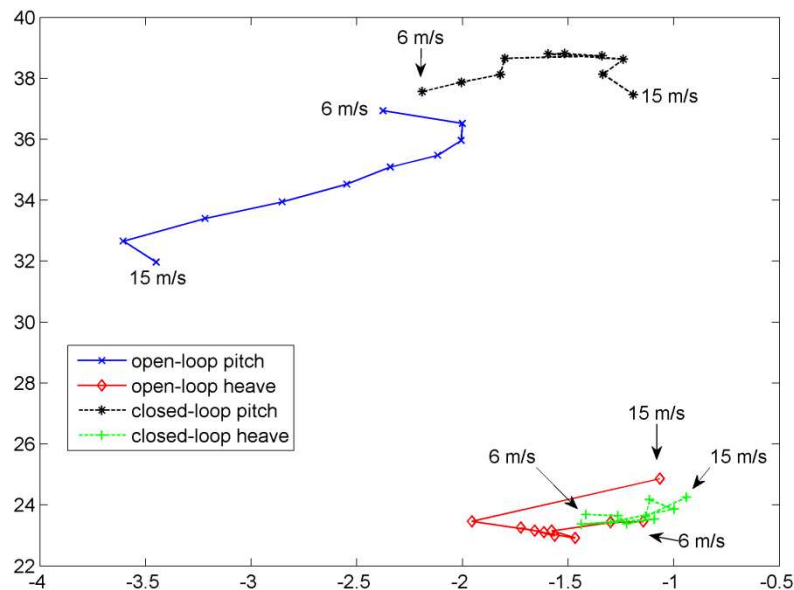 40
38
36
34
32
30
28
26
24
22
-4
-3.5
-3
-2.5
-2
-1.5
-1
-0.5
6 m/s
15 m/s
6 m/s
15 m/s
open-loop pitch
open-loop heave
closed-loop pitch
closed-loop heave
15 m/s
6 m/s
15 m/s
6 m/s